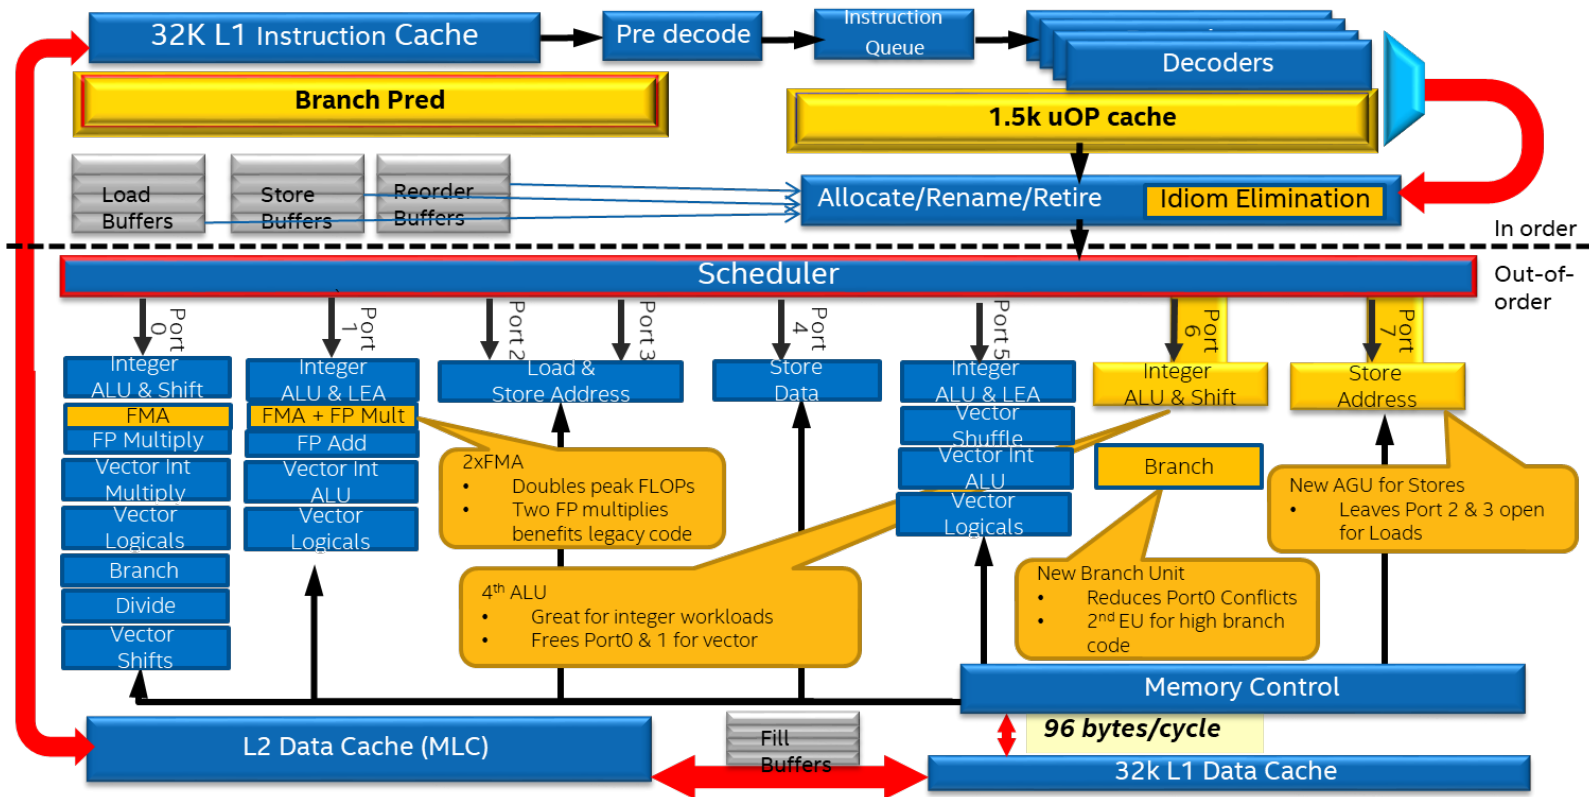 32K L1 Instruction Cache
Pre decode
Instruction
Queue
Decoders
Branch Pred
1.5k uOP cache
Load
Buffers
Store
Buffers
Reorder
Buffers
Allocate/Rename/Retire
Idiom Elimination
In order
Scheduler
Out-of-
order
Port
0
Port
1
Port 2
Port 3
Port
4
Port 5
Port
6
Port
7
Integer
ALU & Shift
FMA
FP Multiply
Vector Int
Multiply
Vector
Logicals
Branch
Divide
Vector
Shifts
Integer
ALU & LEA
FMA + FP Mult
FP Add
Vector Int
ALU
Vector
Logicals
Load &
Store Address
Store
Data
Integer
ALU & LEA
Vector
Shuffle
Vector Int
ALU
Vector
Logicals
Integer
ALU & Shift
Branch
Store
Address
2xFMA
• Doubles peak FLOPs
• Two FP multiplies
benefits legacy code
4th ALU
• Great for integer workloads
• Frees Port0 & 1 for vector
New Branch Unit
• Reduces Port0 Conflicts
• 2nd EU for high branch
code
New AGU for Stores
• Leaves Port 2 & 3 open
for Loads
Memory Control
96 bytes/cycle
L2 Data Cache (MLC)
Fill
Buffers
32k L1 Data Cache